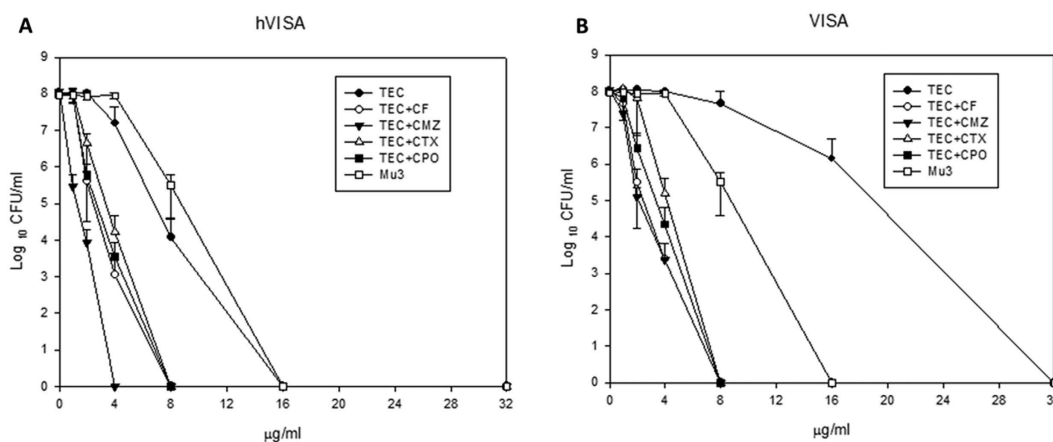 A
hVISA
9
8
7
6
5
4
3
2
1
0
Log 10 CFU/ml
TEC
TEC+CF
TEC+CMZ
TEC+CTX
TEC+CPO
Mu3
0 4 8 12 16 20 24 28 32
µg/ml
B
VISA
9
8
7
6
5
4
3
2
1
0
Log 10 CFU/ml
TEC
TEC+CF
TEC+CMZ
TEC+CTX
TEC+CPO
Mu3
0 4 8 12 16 20 24 28
µg/ml